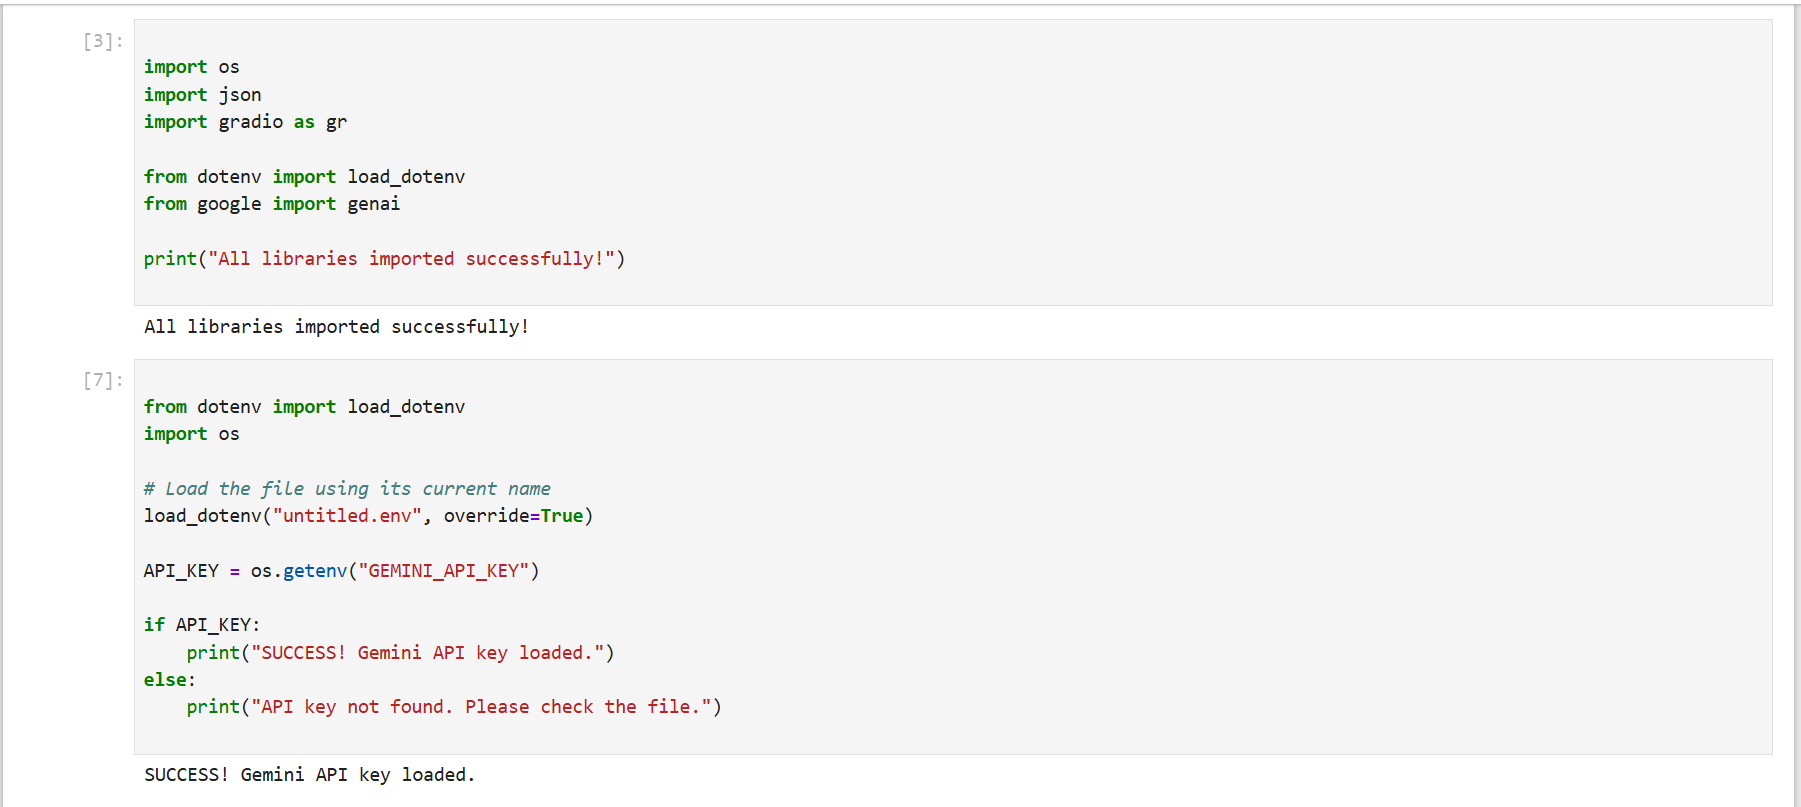 [3]:
import os
import json
import gradio as gr
from dotenv import load_dotenv
from google import genai
print("All libraries imported successfully!")
All libraries imported successfully!
[7]:
from dotenv import load_dotenv
import os
# Load the file using its current name
load_dotenv("untitled.env", override=True)
API_KEY = os.getenv("GEMINI_API_KEY")
if API_KEY:
    print("SUCCESS! Gemini API key loaded.")
else:
    print("API key not found. Please check the file.")
SUCCESS! Gemini API key loaded.